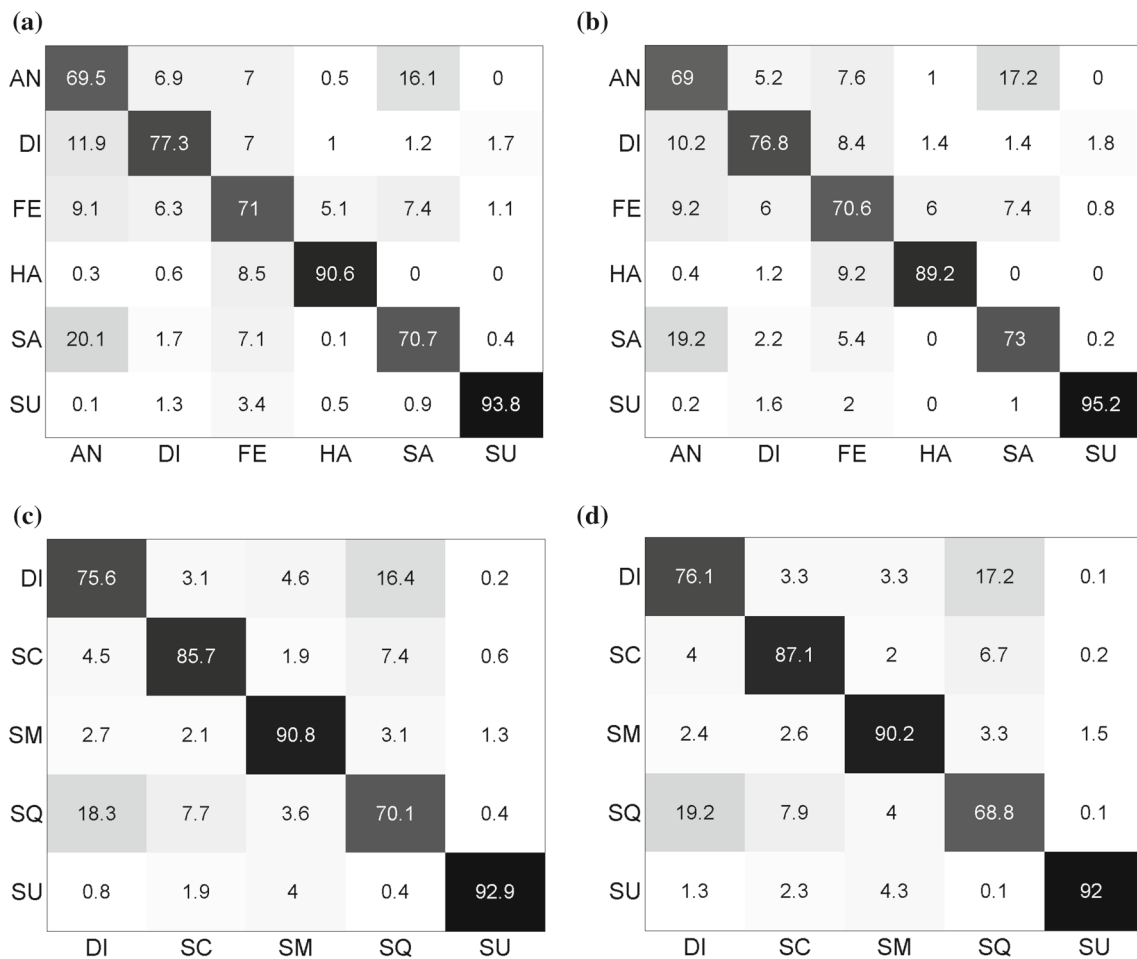 (a)
AN 69.5 6.9 7 0.5 16.1 0
DI 11.9 77.3 7 1 1.2 1.7
FE 9.1 6.3 71 5.1 7.4 1.1
HA 0.3 0.6 8.5 90.6 0 0
SA 20.1 1.7 7.1 0.1 70.7 0.4
SU 0.1 1.3 3.4 0.5 0.9 93.8
AN DI FE HA SA SU
(b)
AN 69 5.2 7.6 1 17.2 0
DI 10.2 76.8 8.4 1.4 1.4 1.8
FE 9.2 6 70.6 6 7.4 0.8
HA 0.4 1.2 9.2 89.2 0 0
SA 19.2 2.2 5.4 0 73 0.2
SU 0.2 1.6 2 0 1 95.2
AN DI FE HA SA SU
(c)
DI 75.6 3.1 4.6 16.4 0.2
SC 4.5 85.7 1.9 7.4 0.6
SM 2.7 2.1 90.8 3.1 1.3
SQ 18.3 7.7 3.6 70.1 0.4
SU 0.8 1.9 4 0.4 92.9
DI SC SM SQ SU
(d)
DI 76.1 3.3 3.3 17.2 0.1
SC 4 87.1 2 6.7 0.2
SM 2.4 2.6 90.2 3.3 1.5
SQ 19.2 7.9 4 68.8 0.1
SU 1.3 2.3 4.3 0.1 92
DI SC SM SQ SU